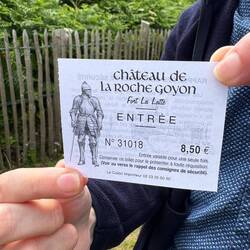 château de
LA ROCHE GOYON
Fort La Latte
ENTRÉE
N° 31018
8,50 €
Entrée valable pour une seule fois.
Conservez ce billet pour le présenter à toute réquisition.
(Voir au verso le rappel des consignes de sécurité).